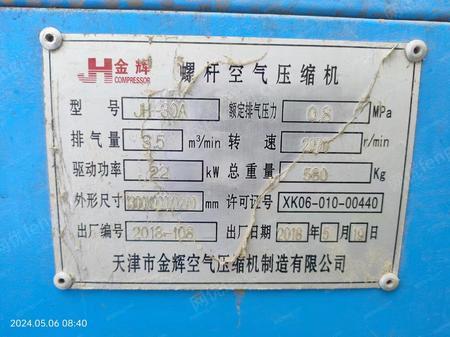 JH 金辉 COMPRESSOR 螺杆空气压缩机
型号 JH-30A 额定排气压力 0.8 MPa
排气量 3.5 m³/min 转速 r/min
驱动功率 22 kW 总重量 560 Kg
外形尺寸 mm 许可证号 XK06-010-00440
出厂编号 2018-108 出厂日期 2018 年 5 月 19 日
天津市金辉空气压缩机制造有限公司
2024.05.06 08:40